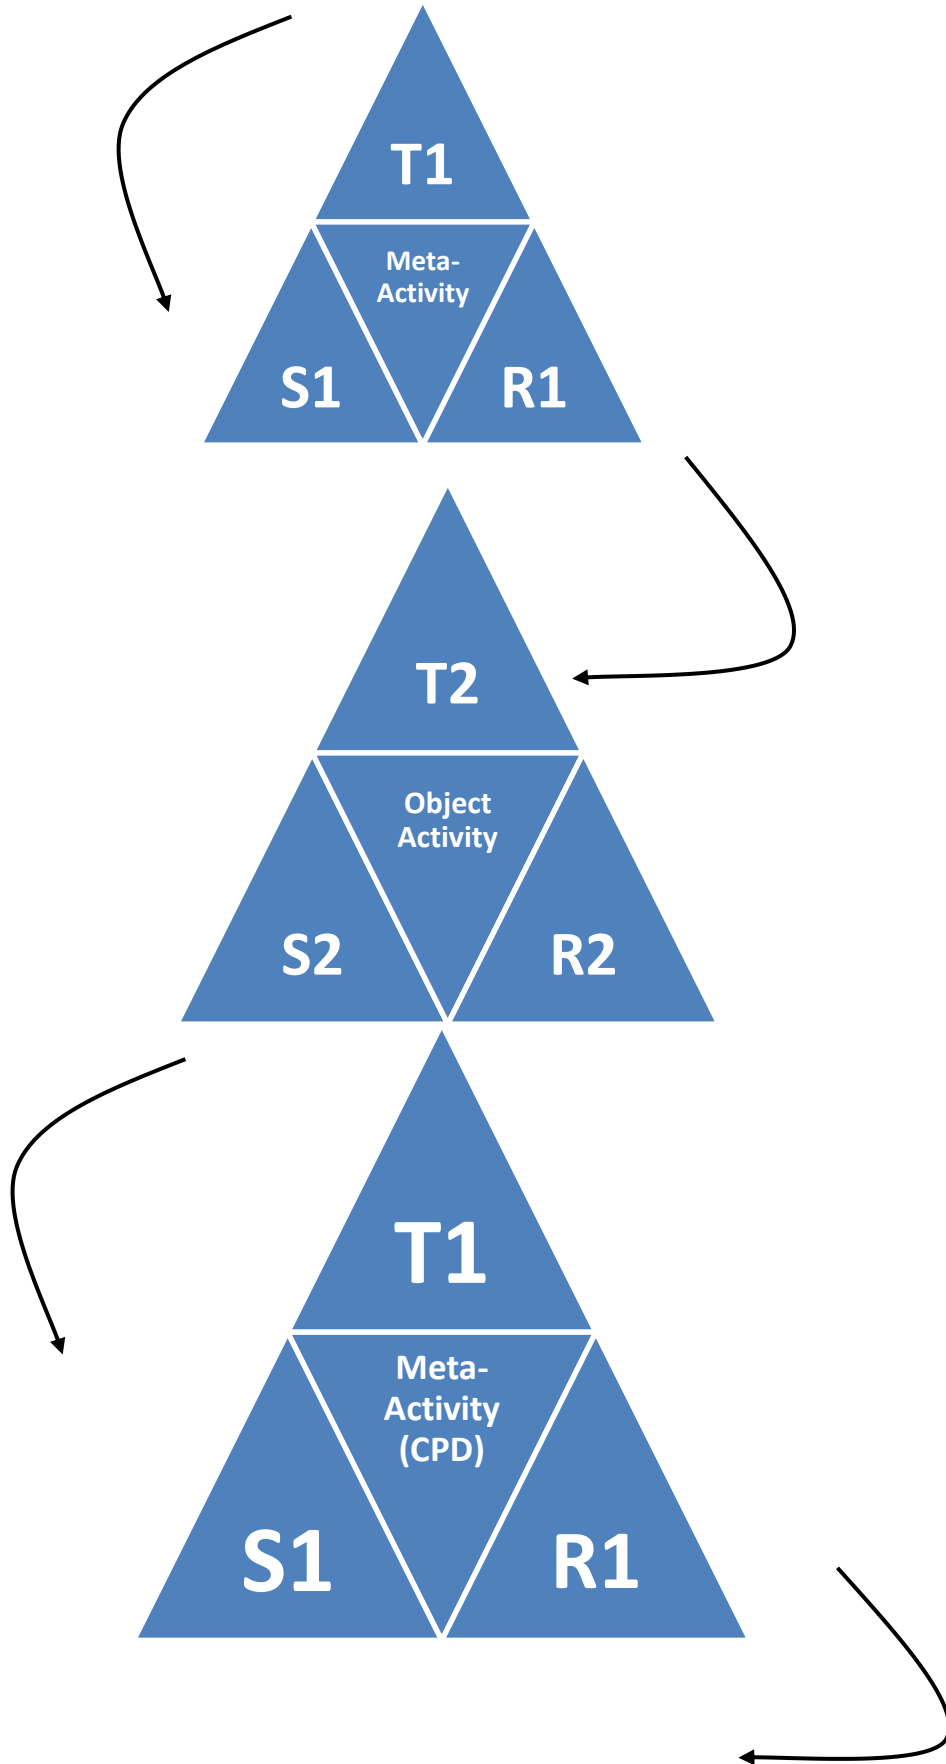 T1
Meta-
Activity
S1
R1
T2
Object
Activity
S2
R2
T1
Meta-
Activity
(CPD)
S1
R1